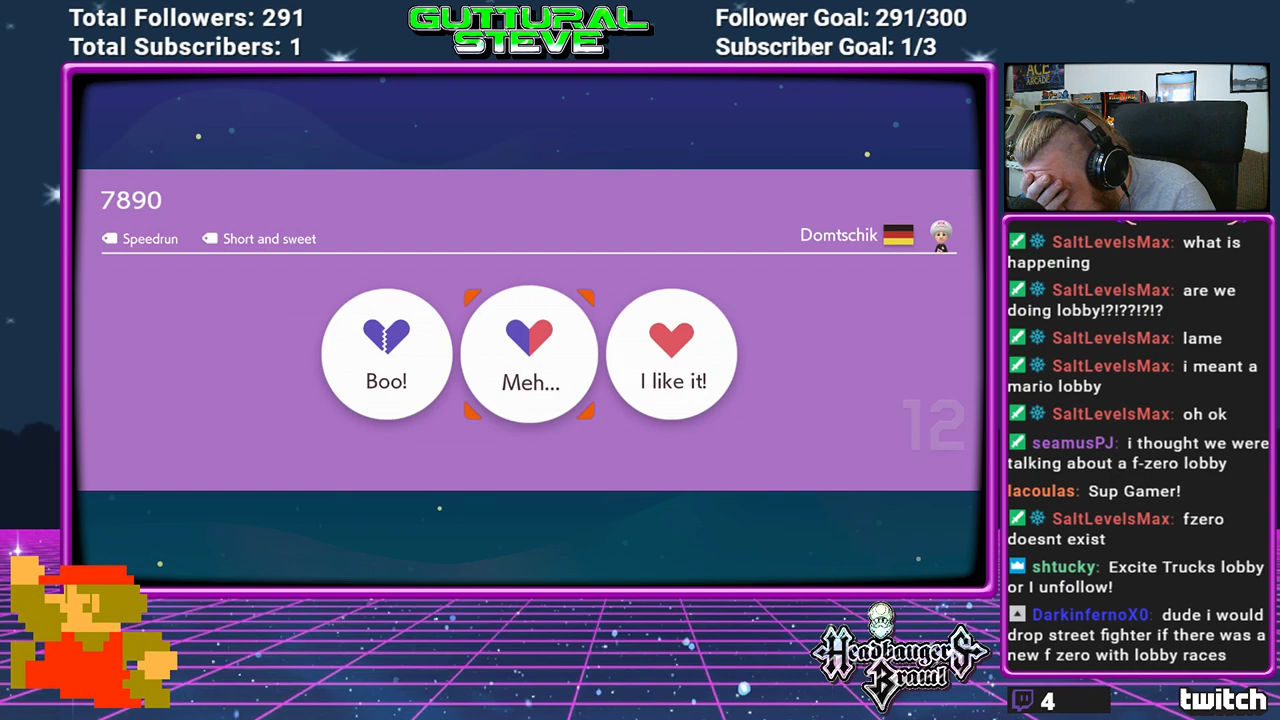 Total Followers: 291
Total Subscribers: 1
GUTTURAL
STEVE
Follower Goal: 291/300
Subscriber Goal: 1/3
7890
Speedrun
Short and sweet
Domtschik
Boo!
Meh...
I like it!
12
ACE
ARCADE
SaltLevelsMax: what is
happening
SaltLevelsMax: are we
doing lobby!?!??!?!?
SaltLevelsMax: lame
SaltLevelsMax: i meant a
mario lobby
SaltLevelsMax: oh ok
seamusPJ: i thought we were
talking about a f-zero lobby
lacoulas: Sup Gamer!
SaltLevelsMax: fzero
doesnt exist
shtucky: Excite Trucks lobby
or I unfollow!
DarkinfernoX0: dude i would
drop street fighter if there was a
new f zero with lobby races
Headbangers
Brawl
4
twitch